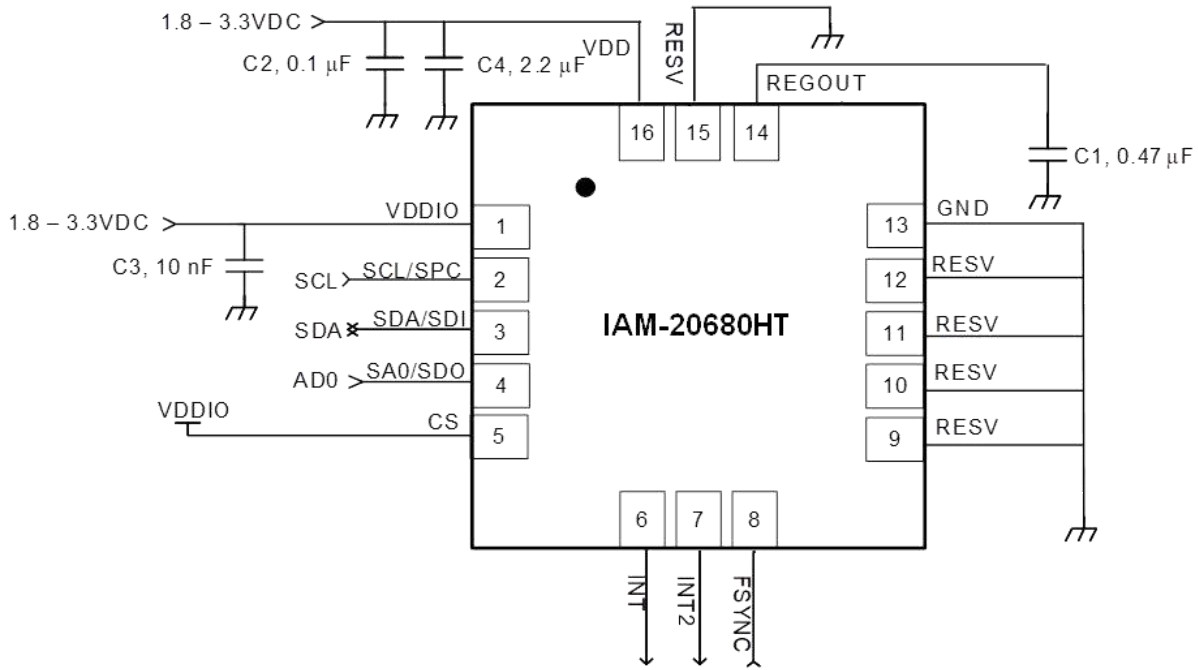 1.8 – 3.3VDC
C2, 0.1 µF
C4, 2.2 µF
VDD
RESV
REGOUT
C1, 0.47 µF
16
15
14
1.8 – 3.3VDC
VDDIO
C3, 10 nF
1
SCL
SCL/SPC
2
SDA
SDA/SDI
3
AD0
SA0/SDO
4
VDDIO
CS
5
IAM-20680HT
13
GND
12
RESV
11
RESV
10
RESV
9
RESV
6
7
8
INT
INT2
FSYNC